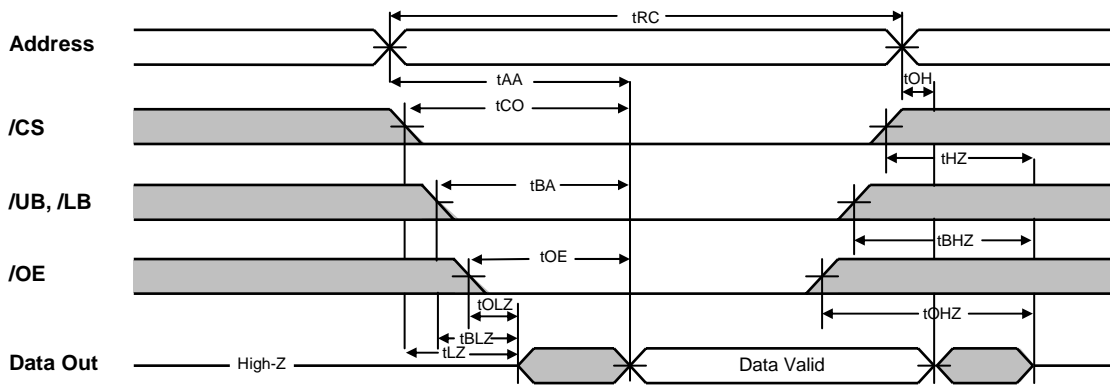 tRC
Address
tAA
tOH
tCO
/CS
tHZ
tBA
/UB, /LB
tBHZ
tOE
/OE
tOLZ
tOHZ
tBLZ
tLZ
Data Out
High-Z
Data Valid